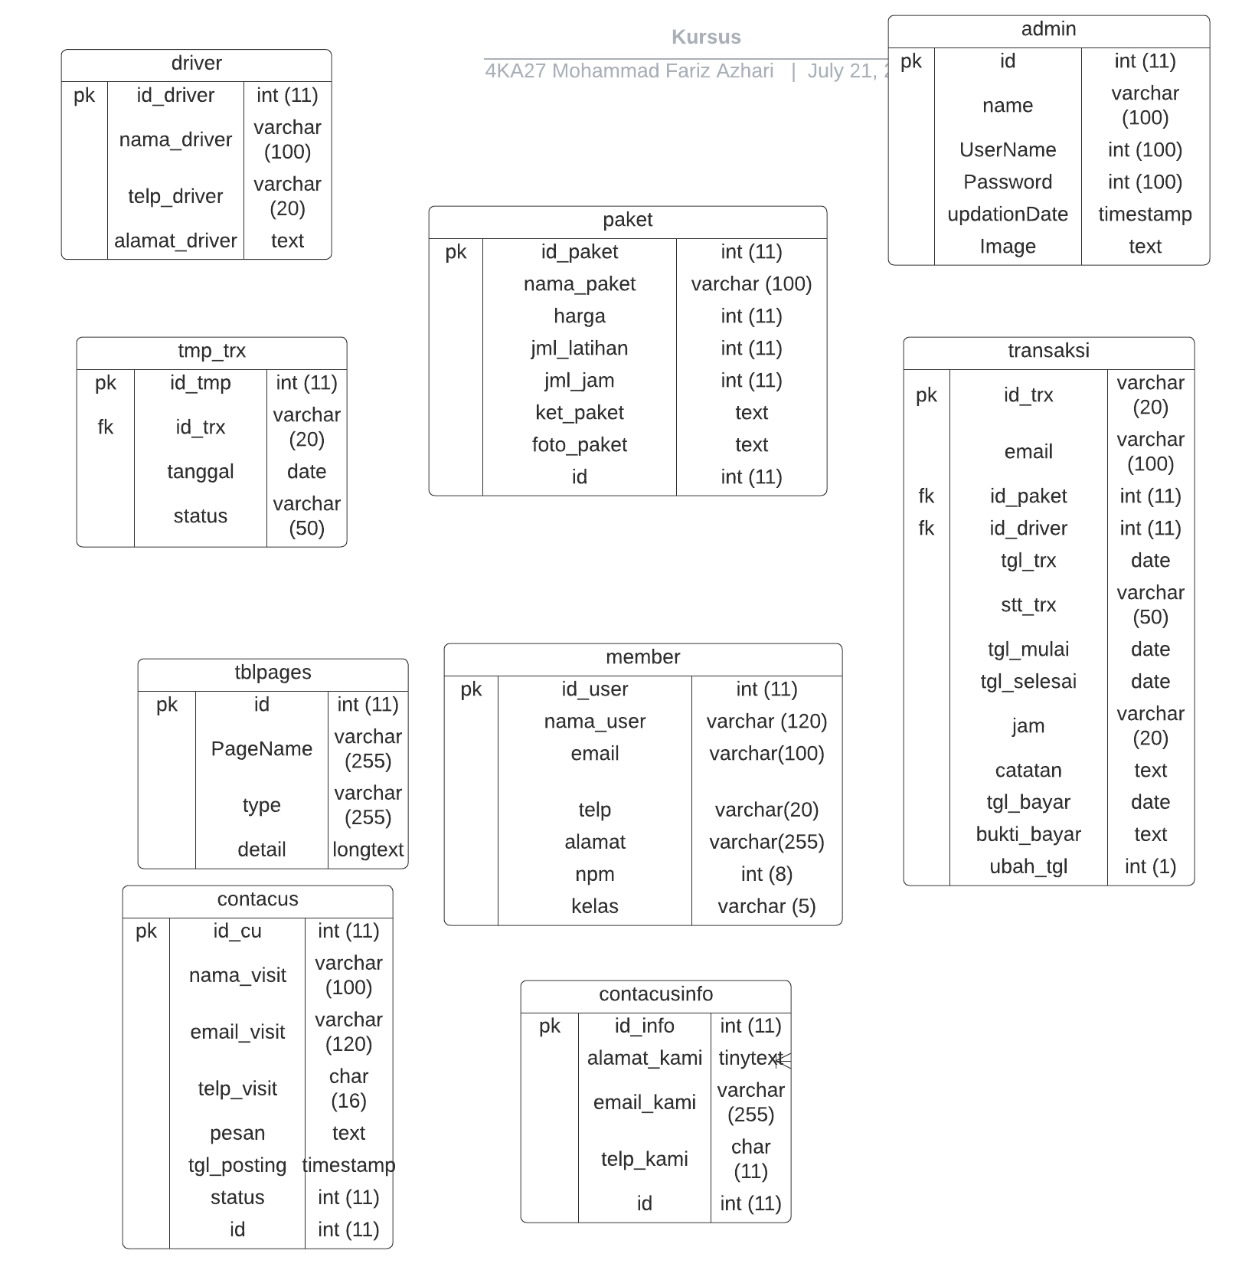 Kursus
4KA27 Mohammad Fariz Azhari | July 21, 2
driver
pk id_driver int (11)
nama_driver varchar
(100)
telp_driver varchar
(20)
alamat_driver text
admin
pk id int (11)
name varchar
(100)
UserName int (100)
Password int (100)
updationDate timestamp
Image text
paket
pk id_paket int (11)
nama_paket varchar (100)
harga int (11)
jml_latihan int (11)
jml_jam int (11)
ket_paket text
foto_paket text
id int (11)
tmp_trx
pk id_tmp int (11)
fk id_trx varchar
(20)
tanggal date
status varchar
(50)
transaksi
pk id_trx varchar
(20)
email varchar
(100)
fk id_paket int (11)
fk id_driver int (11)
tgl_trx date
stt_trx varchar
(50)
tgl_mulai date
tgl_selesai date
jam varchar
(20)
catatan text
tgl_bayar date
bukti_bayar text
ubah_tgl int (1)
tblpages
pk id int (11)
PageName varchar
(255)
type varchar
(255)
detail longtext
member
pk id_user int (11)
nama_user varchar (120)
email varchar(100)
telp varchar(20)
alamat varchar(255)
npm int (8)
kelas varchar (5)
contacus
pk id_cu int (11)
nama_visit varchar
(100)
email_visit varchar
(120)
telp_visit char
(16)
pesan text
tgl_posting timestamp
status int (11)
id int (11)
contacusinfo
pk id_info int (11)
alamat_kami tinytext
email_kami varchar
(255)
telp_kami char
(11)
id int (11)